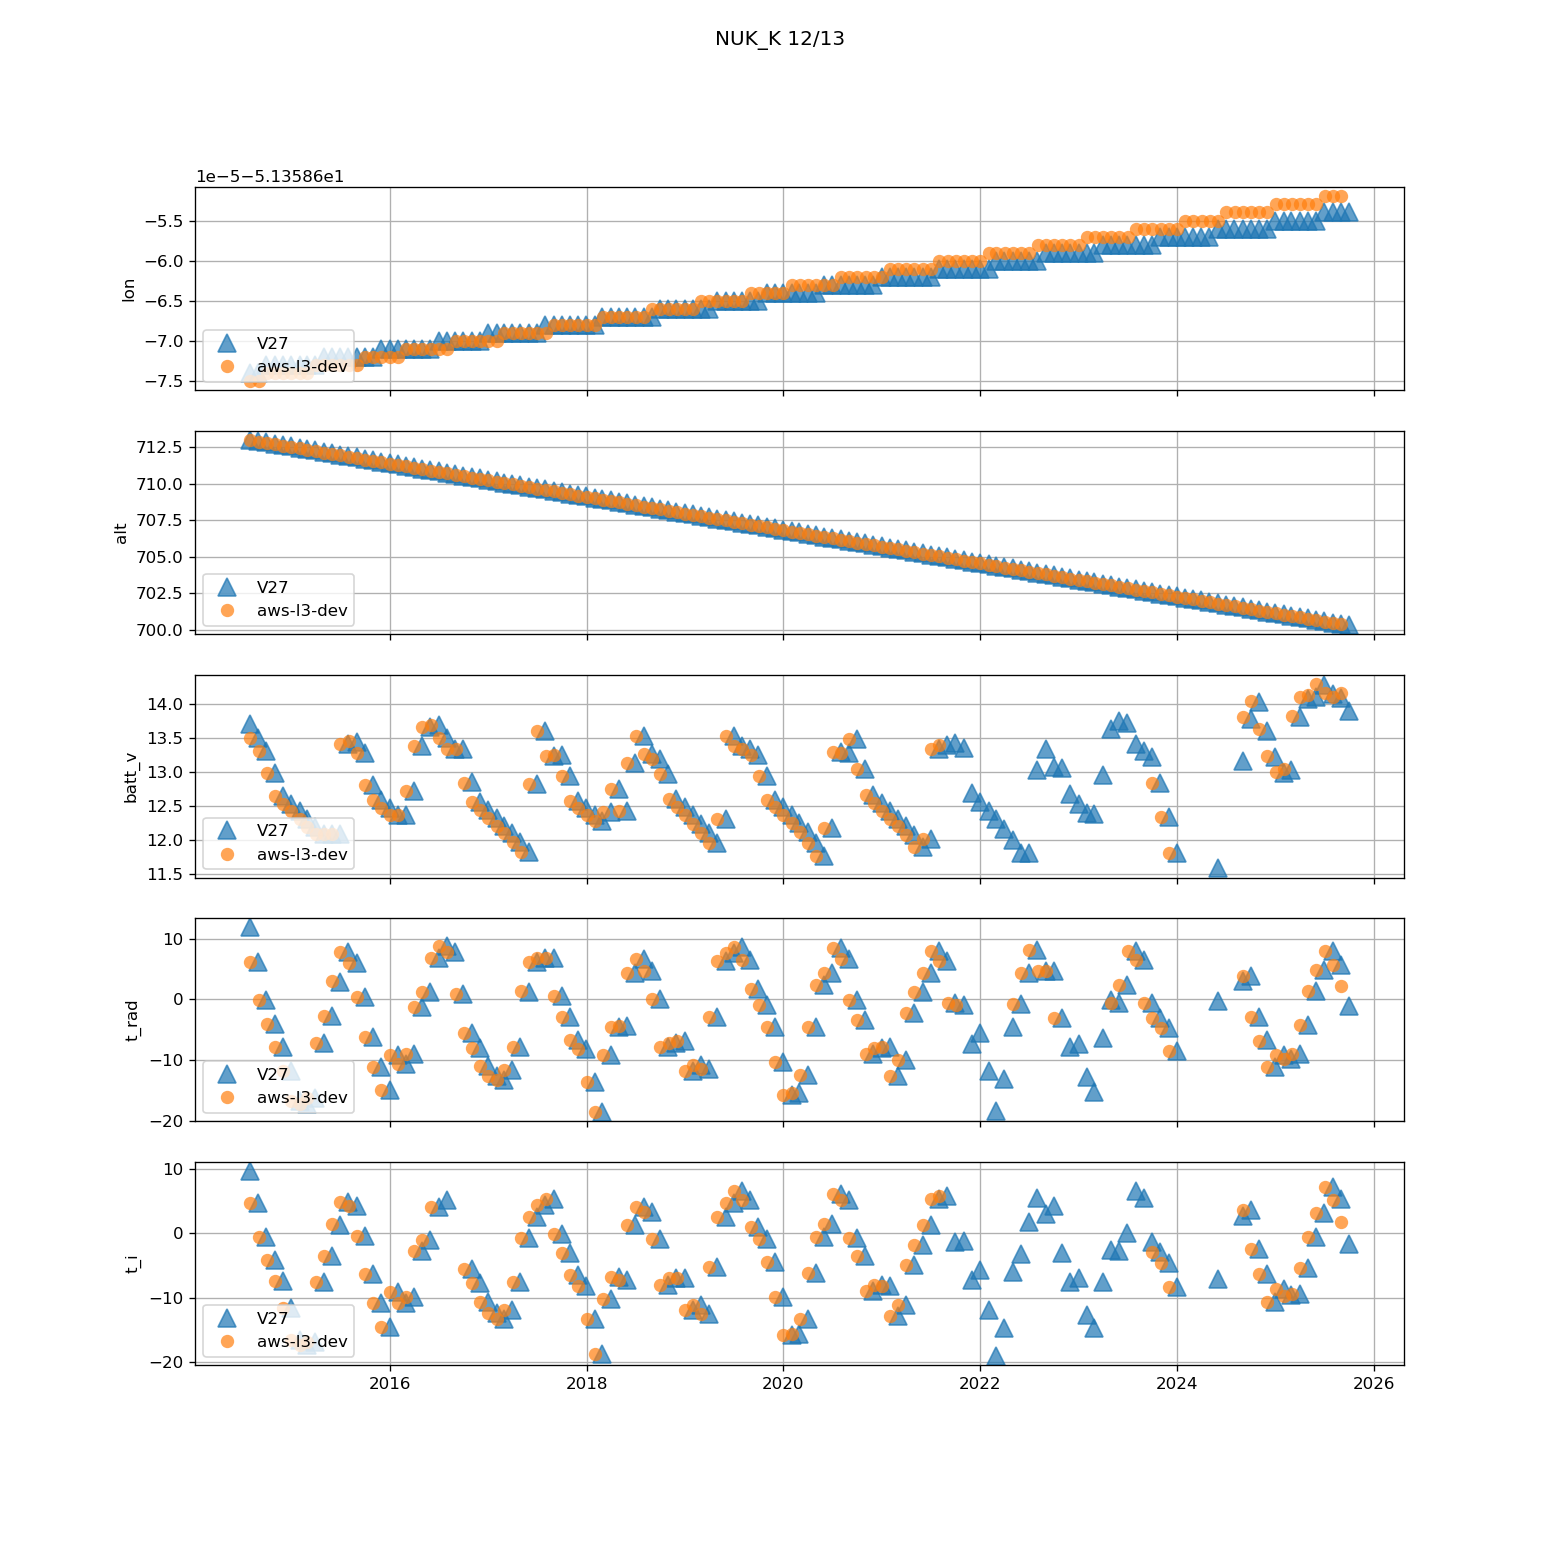 NUK_K 12/13
1e−5−5.13586e1
−5.5
−6.0
−6.5
−7.0
−7.5
lon
V27
aws-l3-dev
712.5
710.0
707.5
705.0
702.5
700.0
alt
V27
aws-l3-dev
14.0
13.5
13.0
12.5
12.0
11.5
batt_v
V27
aws-l3-dev
10
0
−10
−20
t_rad
V27
aws-l3-dev
10
0
−10
−20
t_i
V27
aws-l3-dev
2016
2018
2020
2022
2024
2026